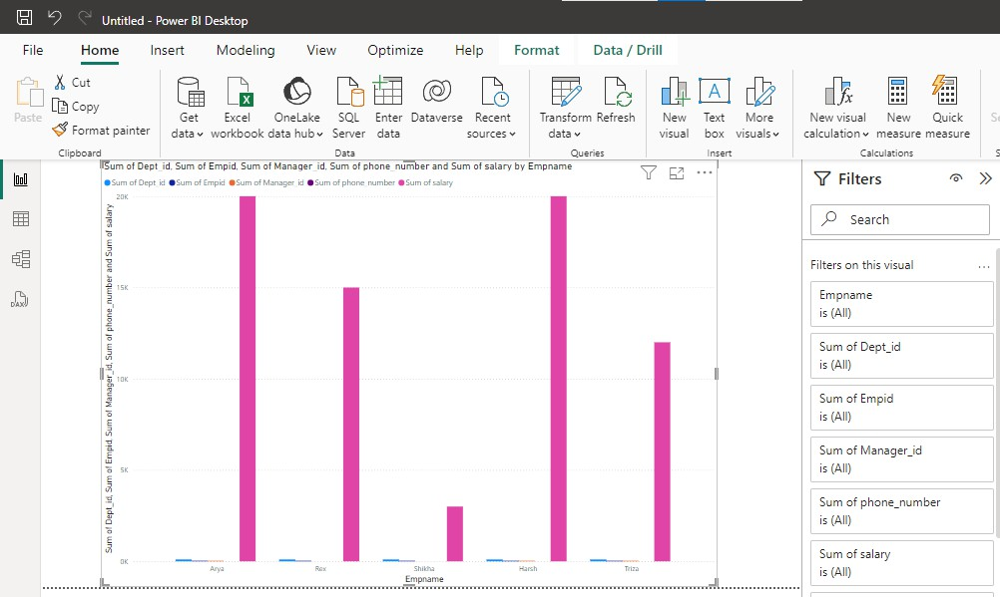 Untitled - Power BI Desktop
File Home Insert Modeling View Optimize Help Format Data / Drill
Paste
Cut
Copy
Format painter
Clipboard
Get data
Excel workbook
OneLake data hub
SQL Server
Enter data
Dataverse
Recent sources
Data
Transform data
Refresh
Queries
New visual
Text box
More visuals
Insert
New visual calculation
New measure
Quick measure
Calculations
Se
DAX
Sum of Dept_id, Sum of Empid, Sum of Manager_id, Sum of phone_number and Sum of salary by Empname
Sum of Dept_id Sum of Empid Sum of Manager_id Sum of phone_number Sum of salary
Sum of Dept_id, Sum of Empid, Sum of Manager_id, Sum of phone_number and Sum of salary
20K
15K
10K
5K
0K
Arya Rex Shikha Harsh Triza
Empname
Filters
Search
Filters on this visual
Empname
is (All)
Sum of Dept_id
is (All)
Sum of Empid
is (All)
Sum of Manager_id
is (All)
Sum of phone_number
is (All)
Sum of salary
is (All)